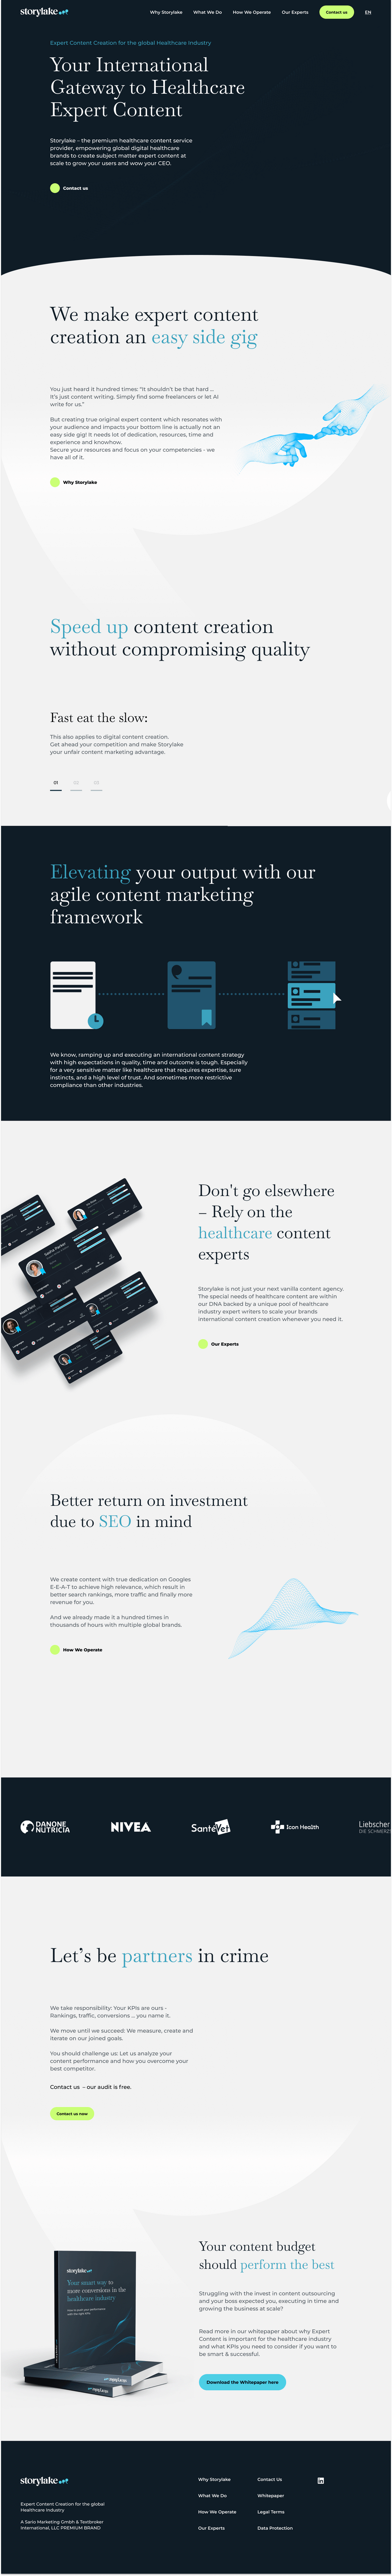 storylake
Why Storylake What We Do How We Operate Our Experts Contact us EN
Expert Content Creation for the global Healthcare Industry
Your International
Gateway to Healthcare
Expert Content
Storylake – the premium healthcare content service
provider, empowering global digital healthcare
brands to create subject matter expert content at
scale to grow your users and wow your CEO.
Contact us
We make expert content
creation an easy side gig
You just heard it hundred times: "It shouldn't be that hard ...
It's just content writing. Simply find some freelancers or let AI
write for us."
But creating true original expert content which resonates with
your audience and impacts your bottom line is actually not an
easy side gig! It needs lot of dedication, resources, time and
experience and knowhow.
Secure your resources and focus on your competencies - we
have all of it.
Why Storylake
Speed up content creation
without compromising quality
Fast eat the slow:
This also applies to digital content creation.
Get ahead your competition and make Storylake
your unfair content marketing advantage.
01 02 03
Elevating your output with our
agile content marketing
framework
We know, ramping up and executing an international content strategy
with high expectations in quality, time and outcome is tough. Especially
for a very sensitive matter like healthcare that requires expertise, sure
instincts, and a high level of trust. And sometimes more restrictive
compliance than other industries.
Don't go elsewhere
– Rely on the
healthcare content
experts
Storylake is not just your next vanilla content agency.
The special needs of healthcare content are within
our DNA backed by a unique pool of healthcare
industry expert writers to scale your brands
international content creation whenever you need it.
Our Experts
Better return on investment
due to SEO in mind
We create content with true dedication on Googles
E-E-A-T to achieve high relevance, which result in
better search rankings, more traffic and finally more
revenue for you.
And we already made it a hundred times in
thousands of hours with multiple global brands.
How We Operate
DANONE
NUTRICIA
NIVEA
SantéVet
Icon Health
Liebscher
DIE SCHMERZ
Let's be partners in crime
We take responsibility: Your KPIs are ours -
Rankings, traffic, conversions ... you name it.
We move until we succeed: We measure, create and
iterate on our joined goals.
You should challenge us: Let us analyze your
content performance and how you overcome your
best competitor.
Contact us – our audit is free.
Contact us now
storylake
Your smart way to
more conversions in the
healthcare industry
Your content budget
should perform the best
Struggling with the invest in content outsourcing
and your boss expected you, executing in time and
growing the business at scale?
Read more in our whitepaper about why Expert
Content is important for the healthcare industry
and what KPIs you need to consider if you want to
be smart & successful.
Download the Whitepaper here
storylake
Expert Content Creation for the global
Healthcare Industry
A Sario Marketing GmbH & Textbroker
International, LLC PREMIUM BRAND
Why Storylake
What We Do
How We Operate
Our Experts
Contact Us
Whitepaper
Legal Terms
Data Protection
in